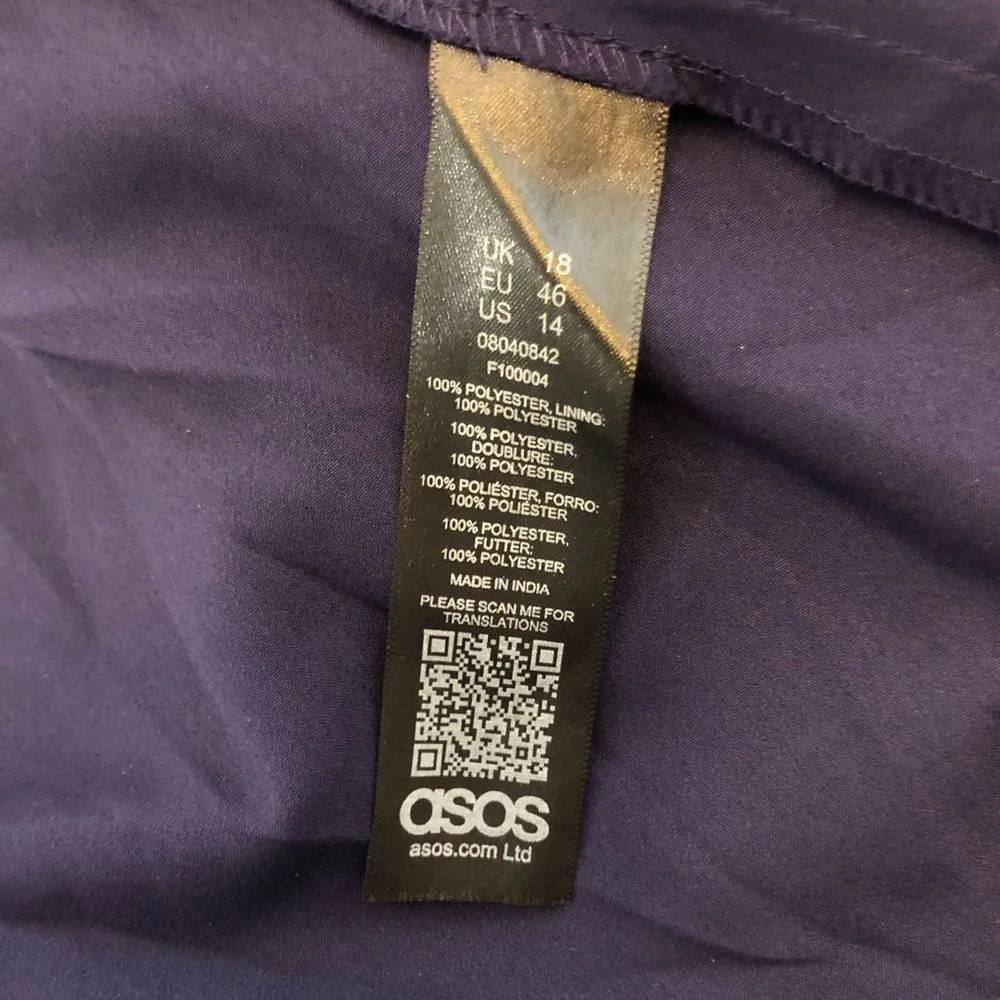 UK 18
EU 46
US 14
08040842
F100004
100% POLYESTER, LINING:
100% POLYESTER
100% POLYESTER,
DOUBLURE:
100% POLYESTER
100% POLIÉSTER, FORRO:
100% POLIÉSTER
100% POLYESTER,
FUTTER:
100% POLYESTER
MADE IN INDIA
PLEASE SCAN ME FOR
TRANSLATIONS
asos
asos.com Ltd